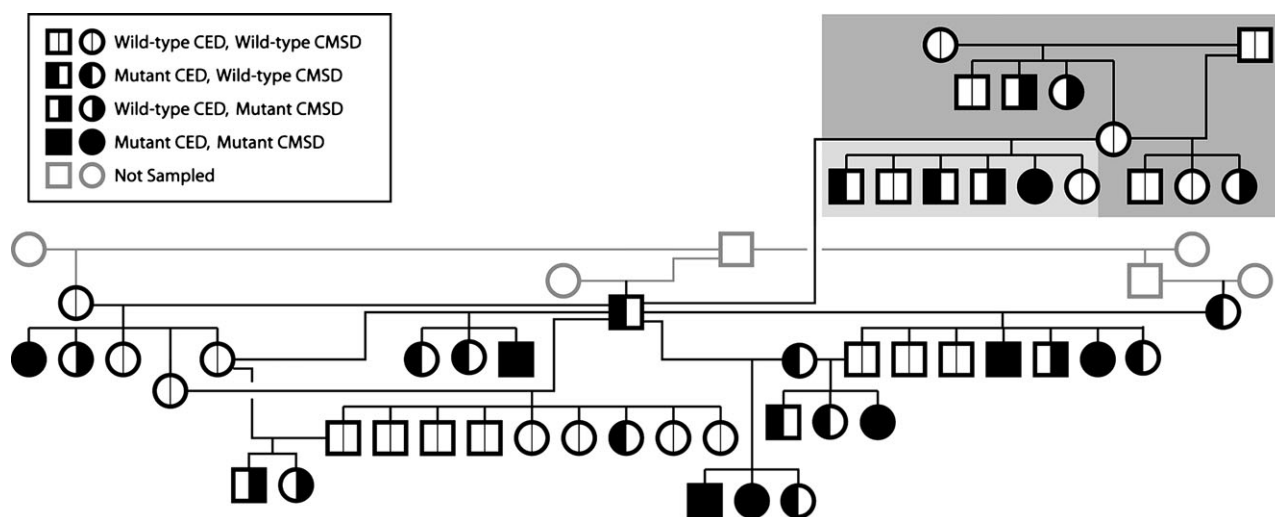 Wild-type CED, Wild-type CMSD
Mutant CED, Wild-type CMSD
Wild-type CED, Mutant CMSD
Mutant CED, Mutant CMSD
Not Sampled